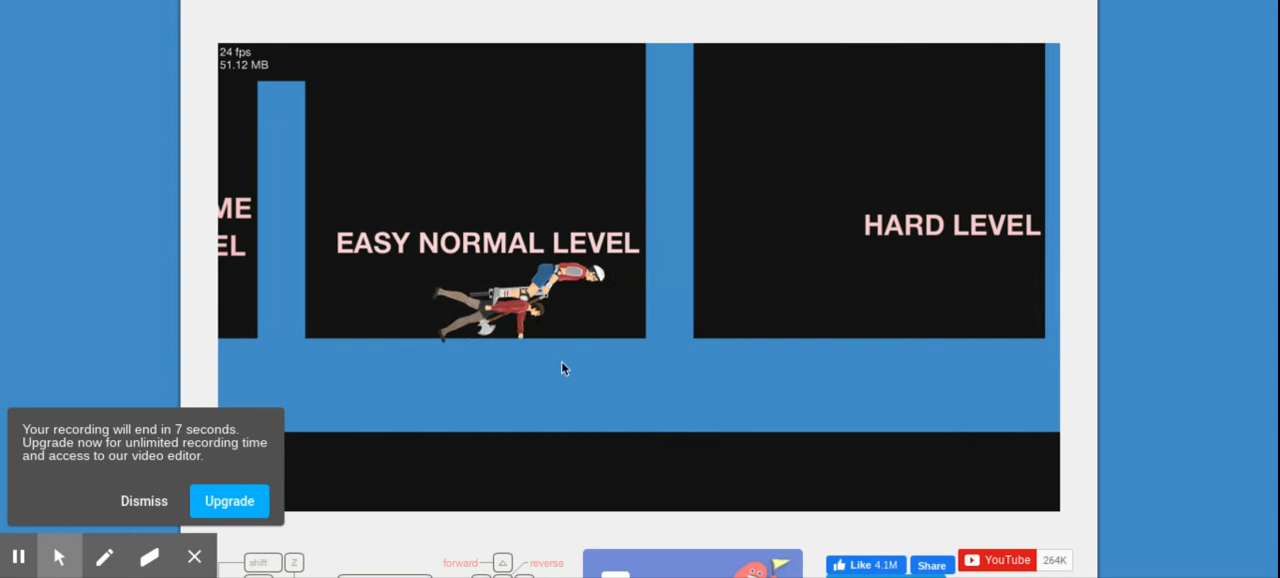 24 fps
51.12 MB
ME
EL
EASY NORMAL LEVEL
HARD LEVEL
Your recording will end in 7 seconds.
Upgrade now for unlimited recording time
and access to our video editor.
Dismiss
Upgrade
shift
Z
forward
reverse
Like 4.1M
Share
YouTube
264K